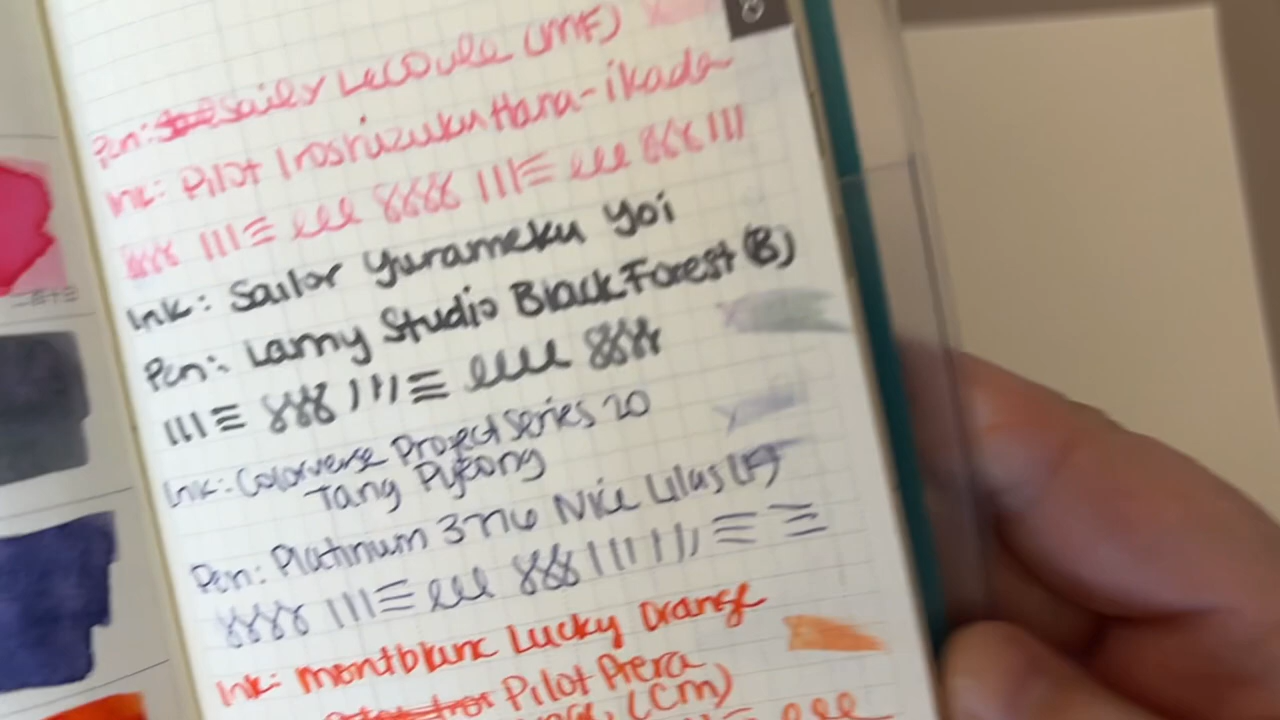 Pen: Sailor Lecoule (MF)
Ink: Pilot Iroshizuku Hana-ikada
Ink: Sailor Yurameku Yoi
Pen: Lamy Studio Black Forest (B)
Ink: Colorverse Project Series 20
Tang Pyeong
Pen: Platinum 3776 Nice Lilas (F)
Ink: Montblanc Lucky Orange
Pilot Prera
(CM)